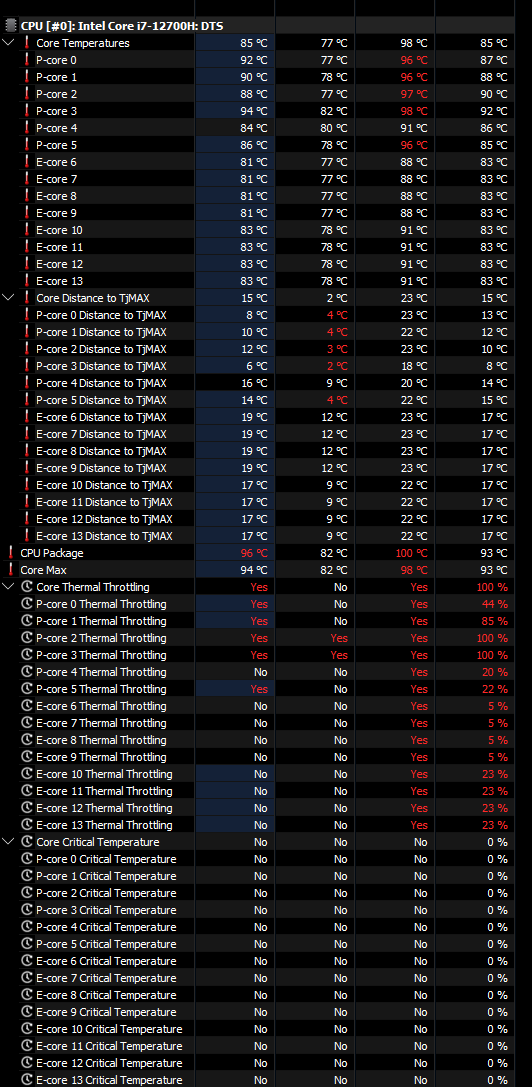 CPU [#0]: Intel Core i7-12700H: DTS
Core Temperatures 85 °C 77 °C 98 °C 85 °C
P-core 0 92 °C 77 °C 96 °C 87 °C
P-core 1 90 °C 78 °C 96 °C 88 °C
P-core 2 88 °C 77 °C 97 °C 90 °C
P-core 3 94 °C 82 °C 98 °C 92 °C
P-core 4 84 °C 80 °C 91 °C 86 °C
P-core 5 86 °C 78 °C 96 °C 85 °C
E-core 6 81 °C 77 °C 88 °C 83 °C
E-core 7 81 °C 77 °C 88 °C 83 °C
E-core 8 81 °C 77 °C 88 °C 83 °C
E-core 9 81 °C 77 °C 88 °C 83 °C
E-core 10 83 °C 78 °C 91 °C 83 °C
E-core 11 83 °C 78 °C 91 °C 83 °C
E-core 12 83 °C 78 °C 91 °C 83 °C
E-core 13 83 °C 78 °C 91 °C 83 °C
Core Distance to TjMAX 15 °C 2 °C 23 °C 15 °C
P-core 0 Distance to TjMAX 8 °C 4 °C 23 °C 13 °C
P-core 1 Distance to TjMAX 10 °C 4 °C 22 °C 12 °C
P-core 2 Distance to TjMAX 12 °C 3 °C 23 °C 10 °C
P-core 3 Distance to TjMAX 6 °C 2 °C 18 °C 8 °C
P-core 4 Distance to TjMAX 16 °C 9 °C 20 °C 14 °C
P-core 5 Distance to TjMAX 14 °C 4 °C 22 °C 15 °C
E-core 6 Distance to TjMAX 19 °C 12 °C 23 °C 17 °C
E-core 7 Distance to TjMAX 19 °C 12 °C 23 °C 17 °C
E-core 8 Distance to TjMAX 19 °C 12 °C 23 °C 17 °C
E-core 9 Distance to TjMAX 19 °C 12 °C 23 °C 17 °C
E-core 10 Distance to TjMAX 17 °C 9 °C 22 °C 17 °C
E-core 11 Distance to TjMAX 17 °C 9 °C 22 °C 17 °C
E-core 12 Distance to TjMAX 17 °C 9 °C 22 °C 17 °C
E-core 13 Distance to TjMAX 17 °C 9 °C 22 °C 17 °C
CPU Package 96 °C 82 °C 100 °C 93 °C
Core Max 94 °C 82 °C 98 °C 93 °C
Core Thermal Throttling Yes No Yes 100 %
P-core 0 Thermal Throttling Yes No Yes 44 %
P-core 1 Thermal Throttling Yes No Yes 85 %
P-core 2 Thermal Throttling Yes Yes Yes 100 %
P-core 3 Thermal Throttling Yes Yes Yes 100 %
P-core 4 Thermal Throttling No No Yes 20 %
P-core 5 Thermal Throttling Yes No Yes 22 %
E-core 6 Thermal Throttling No No Yes 5 %
E-core 7 Thermal Throttling No No Yes 5 %
E-core 8 Thermal Throttling No No Yes 5 %
E-core 9 Thermal Throttling No No Yes 5 %
E-core 10 Thermal Throttling No No Yes 23 %
E-core 11 Thermal Throttling No No Yes 23 %
E-core 12 Thermal Throttling No No Yes 23 %
E-core 13 Thermal Throttling No No Yes 23 %
Core Critical Temperature No No No 0 %
P-core 0 Critical Temperature No No No 0 %
P-core 1 Critical Temperature No No No 0 %
P-core 2 Critical Temperature No No No 0 %
P-core 3 Critical Temperature No No No 0 %
P-core 4 Critical Temperature No No No 0 %
P-core 5 Critical Temperature No No No 0 %
E-core 6 Critical Temperature No No No 0 %
E-core 7 Critical Temperature No No No 0 %
E-core 8 Critical Temperature No No No 0 %
E-core 9 Critical Temperature No No No 0 %
E-core 10 Critical Temperature No No No 0 %
E-core 11 Critical Temperature No No No 0 %
E-core 12 Critical Temperature No No No 0 %
E-core 13 Critical Temperature No No No 0 %